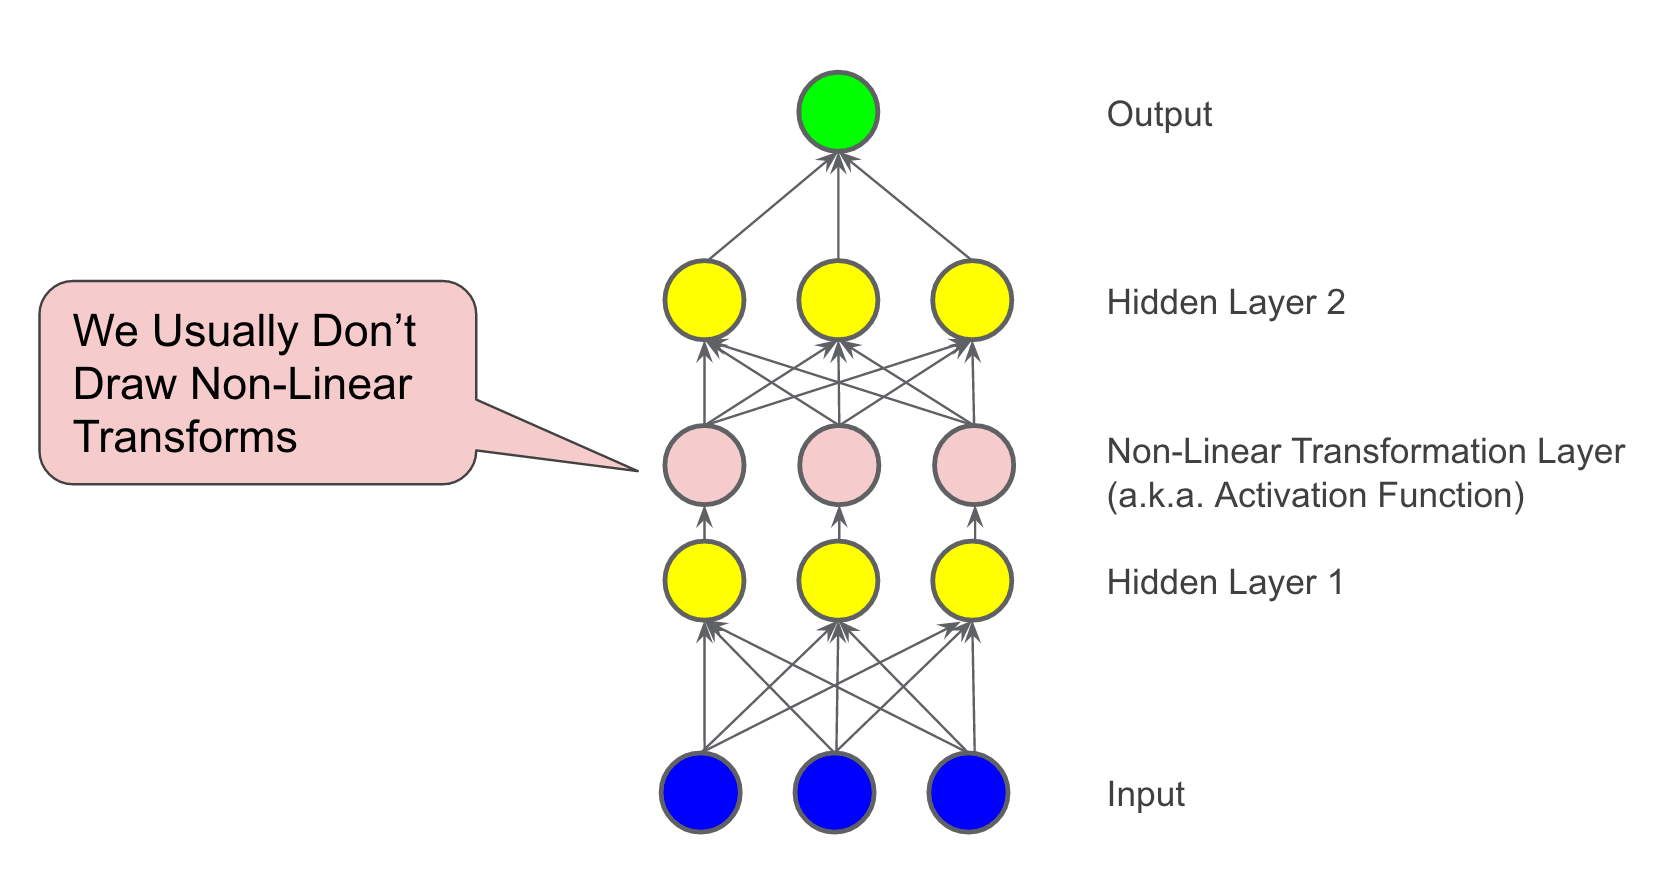 Output
Hidden Layer 2
We Usually Don’t
Draw Non-Linear
Transforms
Non-Linear Transformation Layer
(a.k.a. Activation Function)
Hidden Layer 1
Input